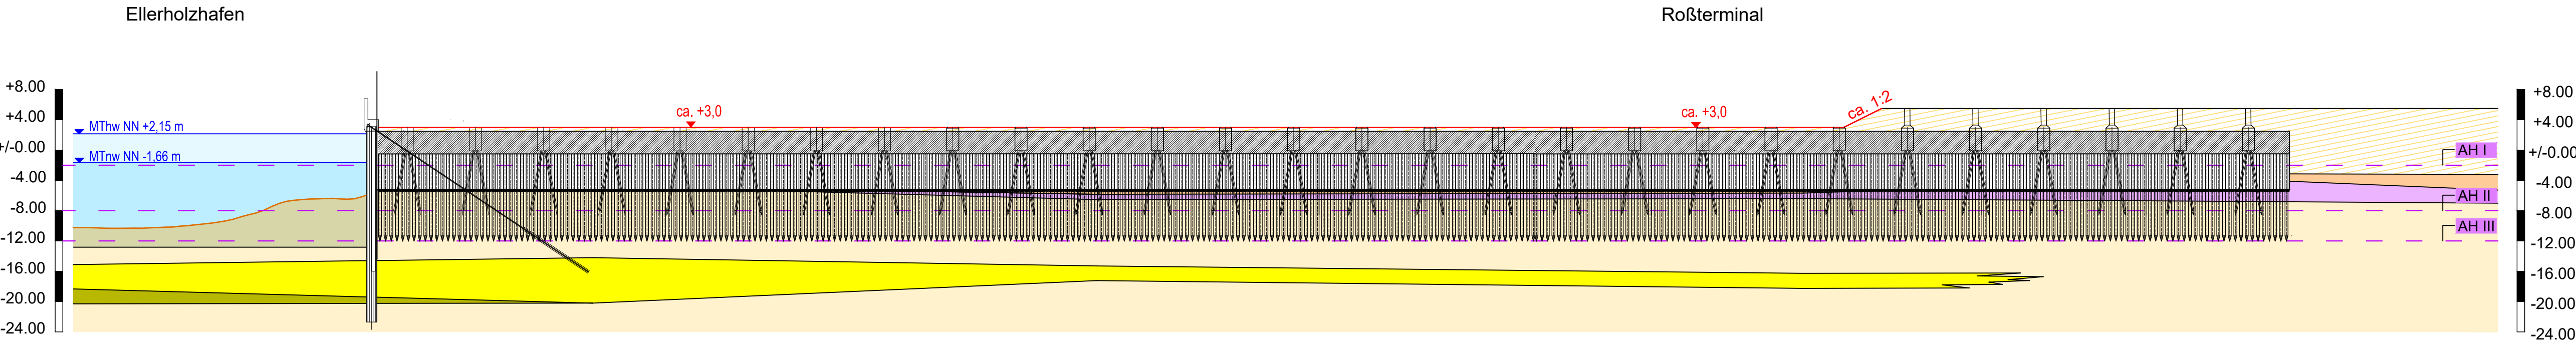 Ellerholzhafen
Roßterminal
+8.00
+4.00
+/-0.00
-4.00
-8.00
-12.00
-16.00
-20.00
-24.00
MThw NN +2,15 m
MTnw NN -1,66 m
ca. +3,0
ca. +3,0
ca. 1:2
AH I
AH II
AH III
+8.00
+4.00
+/-0.00
-4.00
-8.00
-12.00
-16.00
-20.00
-24.00